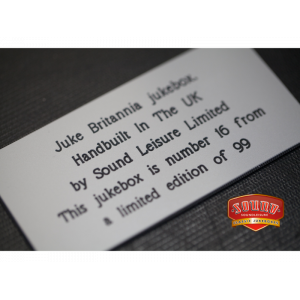 Juke Britannia jukebox.
Handbuilt In The UK
by Sound Leisure Limited
This jukebox is number 16 from
a limited edition of 99
SOUND